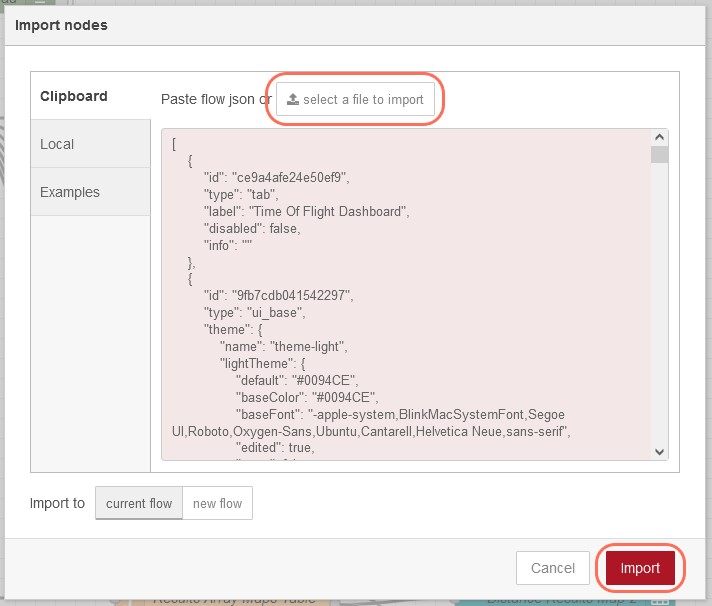 Import nodes
Clipboard
Local
Examples
Paste flow json or select a file to import
[
{
"id": "ce9a4afe24e50ef9",
"type": "tab",
"label": "Time Of Flight Dashboard",
"disabled": false,
"info": ""
},
{
"id": "9fb7cdb041542297",
"type": "ui_base",
"theme": {
"name": "theme-light",
"lightTheme": {
"default": "#0094CE",
"baseColor": "#0094CE",
"baseFont": "-apple-system,BlinkMacSystemFont,Segoe
UI,Roboto,Oxygen-Sans,Ubuntu,Cantarell,Helvetica Neue,sans-serif",
"edited": true,
Import to current flow new flow
Cancel Import
Results Array Maps Table
Distance Results Map 2